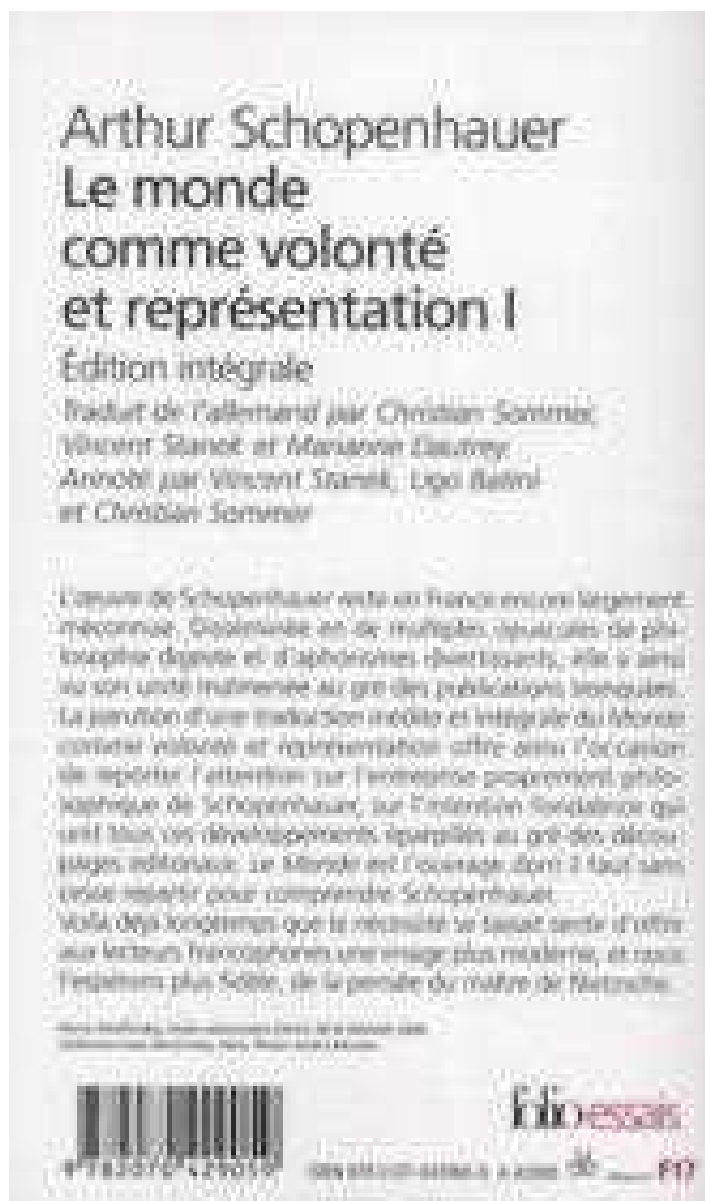 Arthur Schopenhauer
Le monde
comme volonté
et représentation I
Édition intégrale
Traduit de l'allemand par Christian Sommer,
Vincent Stanek et Marianne Dautrey.
Annoté par Vincent Stanek, Ugo Batini
et Christian Sommer
L'œuvre de Schopenhauer reste en France encore largement
méconnue. Disséminée en de multiples opuscules de phi-
losophie digeste et d'aphorismes divertissants, elle a ainsi
vu son unité malmenée au gré des publications tronquées.
La parution d'une traduction inédite et intégrale du Monde
comme volonté et représentation offre ainsi l'occasion
de reporter l'attention sur l'entreprise proprement philo-
sophique de Schopenhauer, sur l'intention fondatrice qui
unit tous ces développements éparpillés au gré des décou-
pages éditoriaux. Le Monde est l'ouvrage dont il faut sans
cesse repartir pour comprendre Schopenhauer.
Voilà déjà longtemps que la nécessité se faisait sentir d'offrir
aux lecteurs francophones une image plus moderne, et nous
l'espérons plus fidèle, de la pensée du maître de Nietzsche.
folio essais
F17